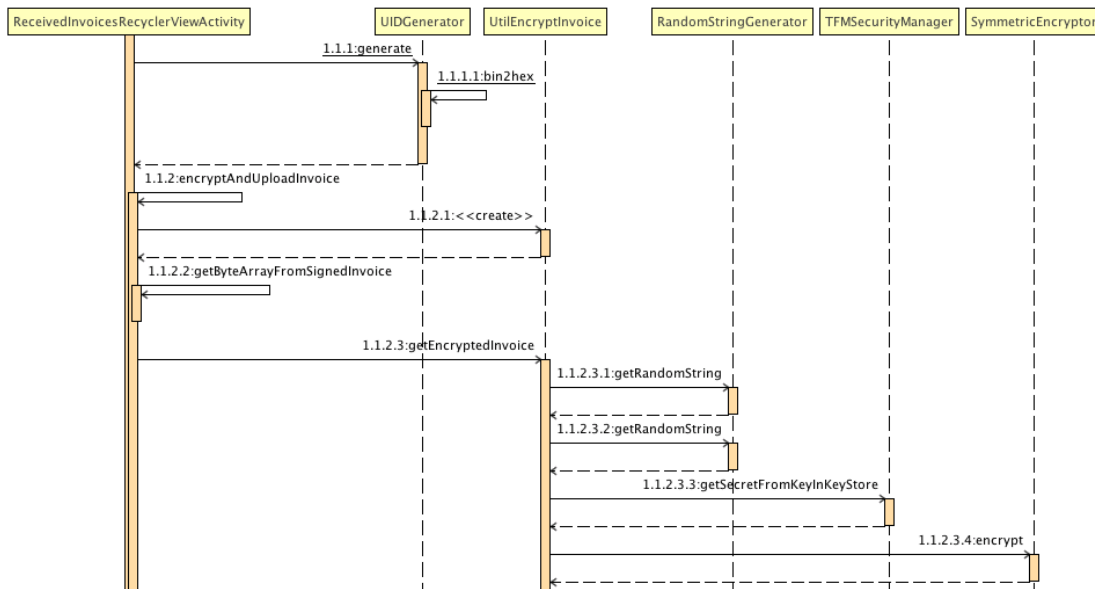 ReceivedInvoicesRecyclerViewActivity UIDGenerator UtilEncryptInvoice RandomStringGenerator TFMSecurityManager SymmetricEncryptor
1.1.1:generate
1.1.1.1:bin2hex
1.1.2:encryptAndUploadInvoice
1.1.2.1:<<create>>
1.1.2.2:getByteArrayFromSignedInvoice
1.1.2.3:getEncryptedInvoice
1.1.2.3.1:getRandomString
1.1.2.3.2:getRandomString
1.1.2.3.3:getSecretFromKeyInKeyStore
1.1.2.3.4:encrypt